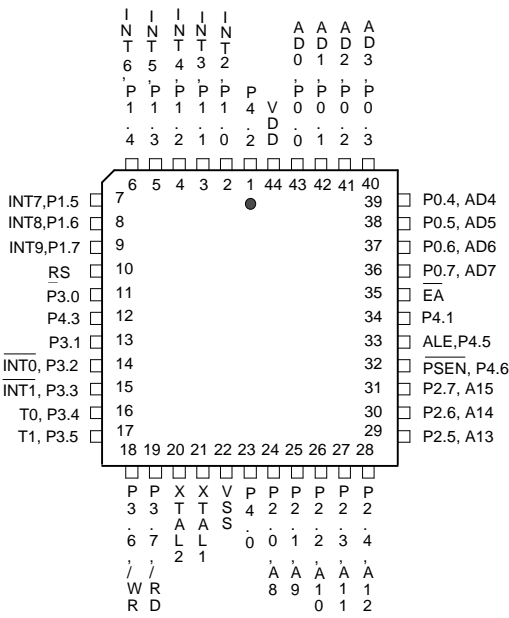 INT6,P1.4
INT5,P1.3
INT4,P1.2
INT3,P1.1
INT2,P1.0
P4.2
VDD
AD0,P0.0
AD1,P0.1
AD2,P0.2
AD3,P0.3
6 5 4 3 2 1 44 43 42 41 40
INT7,P1.5 7
INT8,P1.6 8
INT9,P1.7 9
RS 10
P3.0 11
P4.3 12
P3.1 13
INT0, P3.2 14
INT1, P3.3 15
T0, P3.4 16
T1, P3.5 17
39 P0.4, AD4
38 P0.5, AD5
37 P0.6, AD6
36 P0.7, AD7
35 EA
34 P4.1
33 ALE,P4.5
32 PSEN, P4.6
31 P2.7, A15
30 P2.6, A14
29 P2.5, A13
18 19 20 21 22 23 24 25 26 27 28
P3.6,/WR
P3.7,/RD
XTAL2
XTAL1
VSS
P4.0
P2.0,A8
P2.1,A9
P2.2,A10
P2.3,A11
P2.4,A12